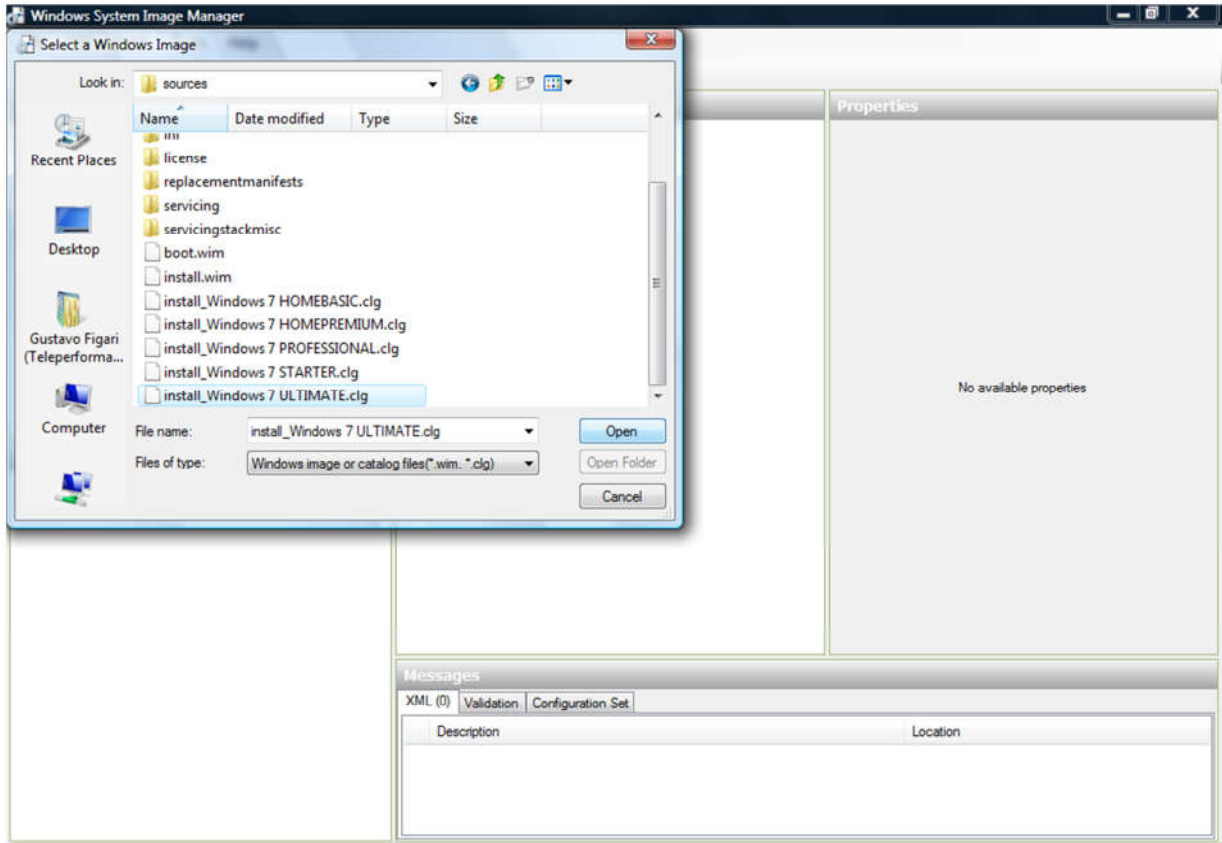 Windows System Image Manager
Select a Windows Image
Help
Look in: sources
Name Date modified Type Size
Recent Places
license
replacementmanifests
servicing
servicingstackmisc
Desktop
boot.wim
install.wim
install_Windows 7 HOMEBASIC.clg
install_Windows 7 HOMEPREMIUM.clg
install_Windows 7 PROFESSIONAL.clg
install_Windows 7 STARTER.clg
install_Windows 7 ULTIMATE.clg
Gustavo Figari
(Teleperforma...
Computer
File name: install_Windows 7 ULTIMATE.clg Open
Files of type: Windows image or catalog files(*.wim. *.clg) Open Folder
Cancel
Properties
No available properties
Messages
XML (0) Validation Configuration Set
Description Location